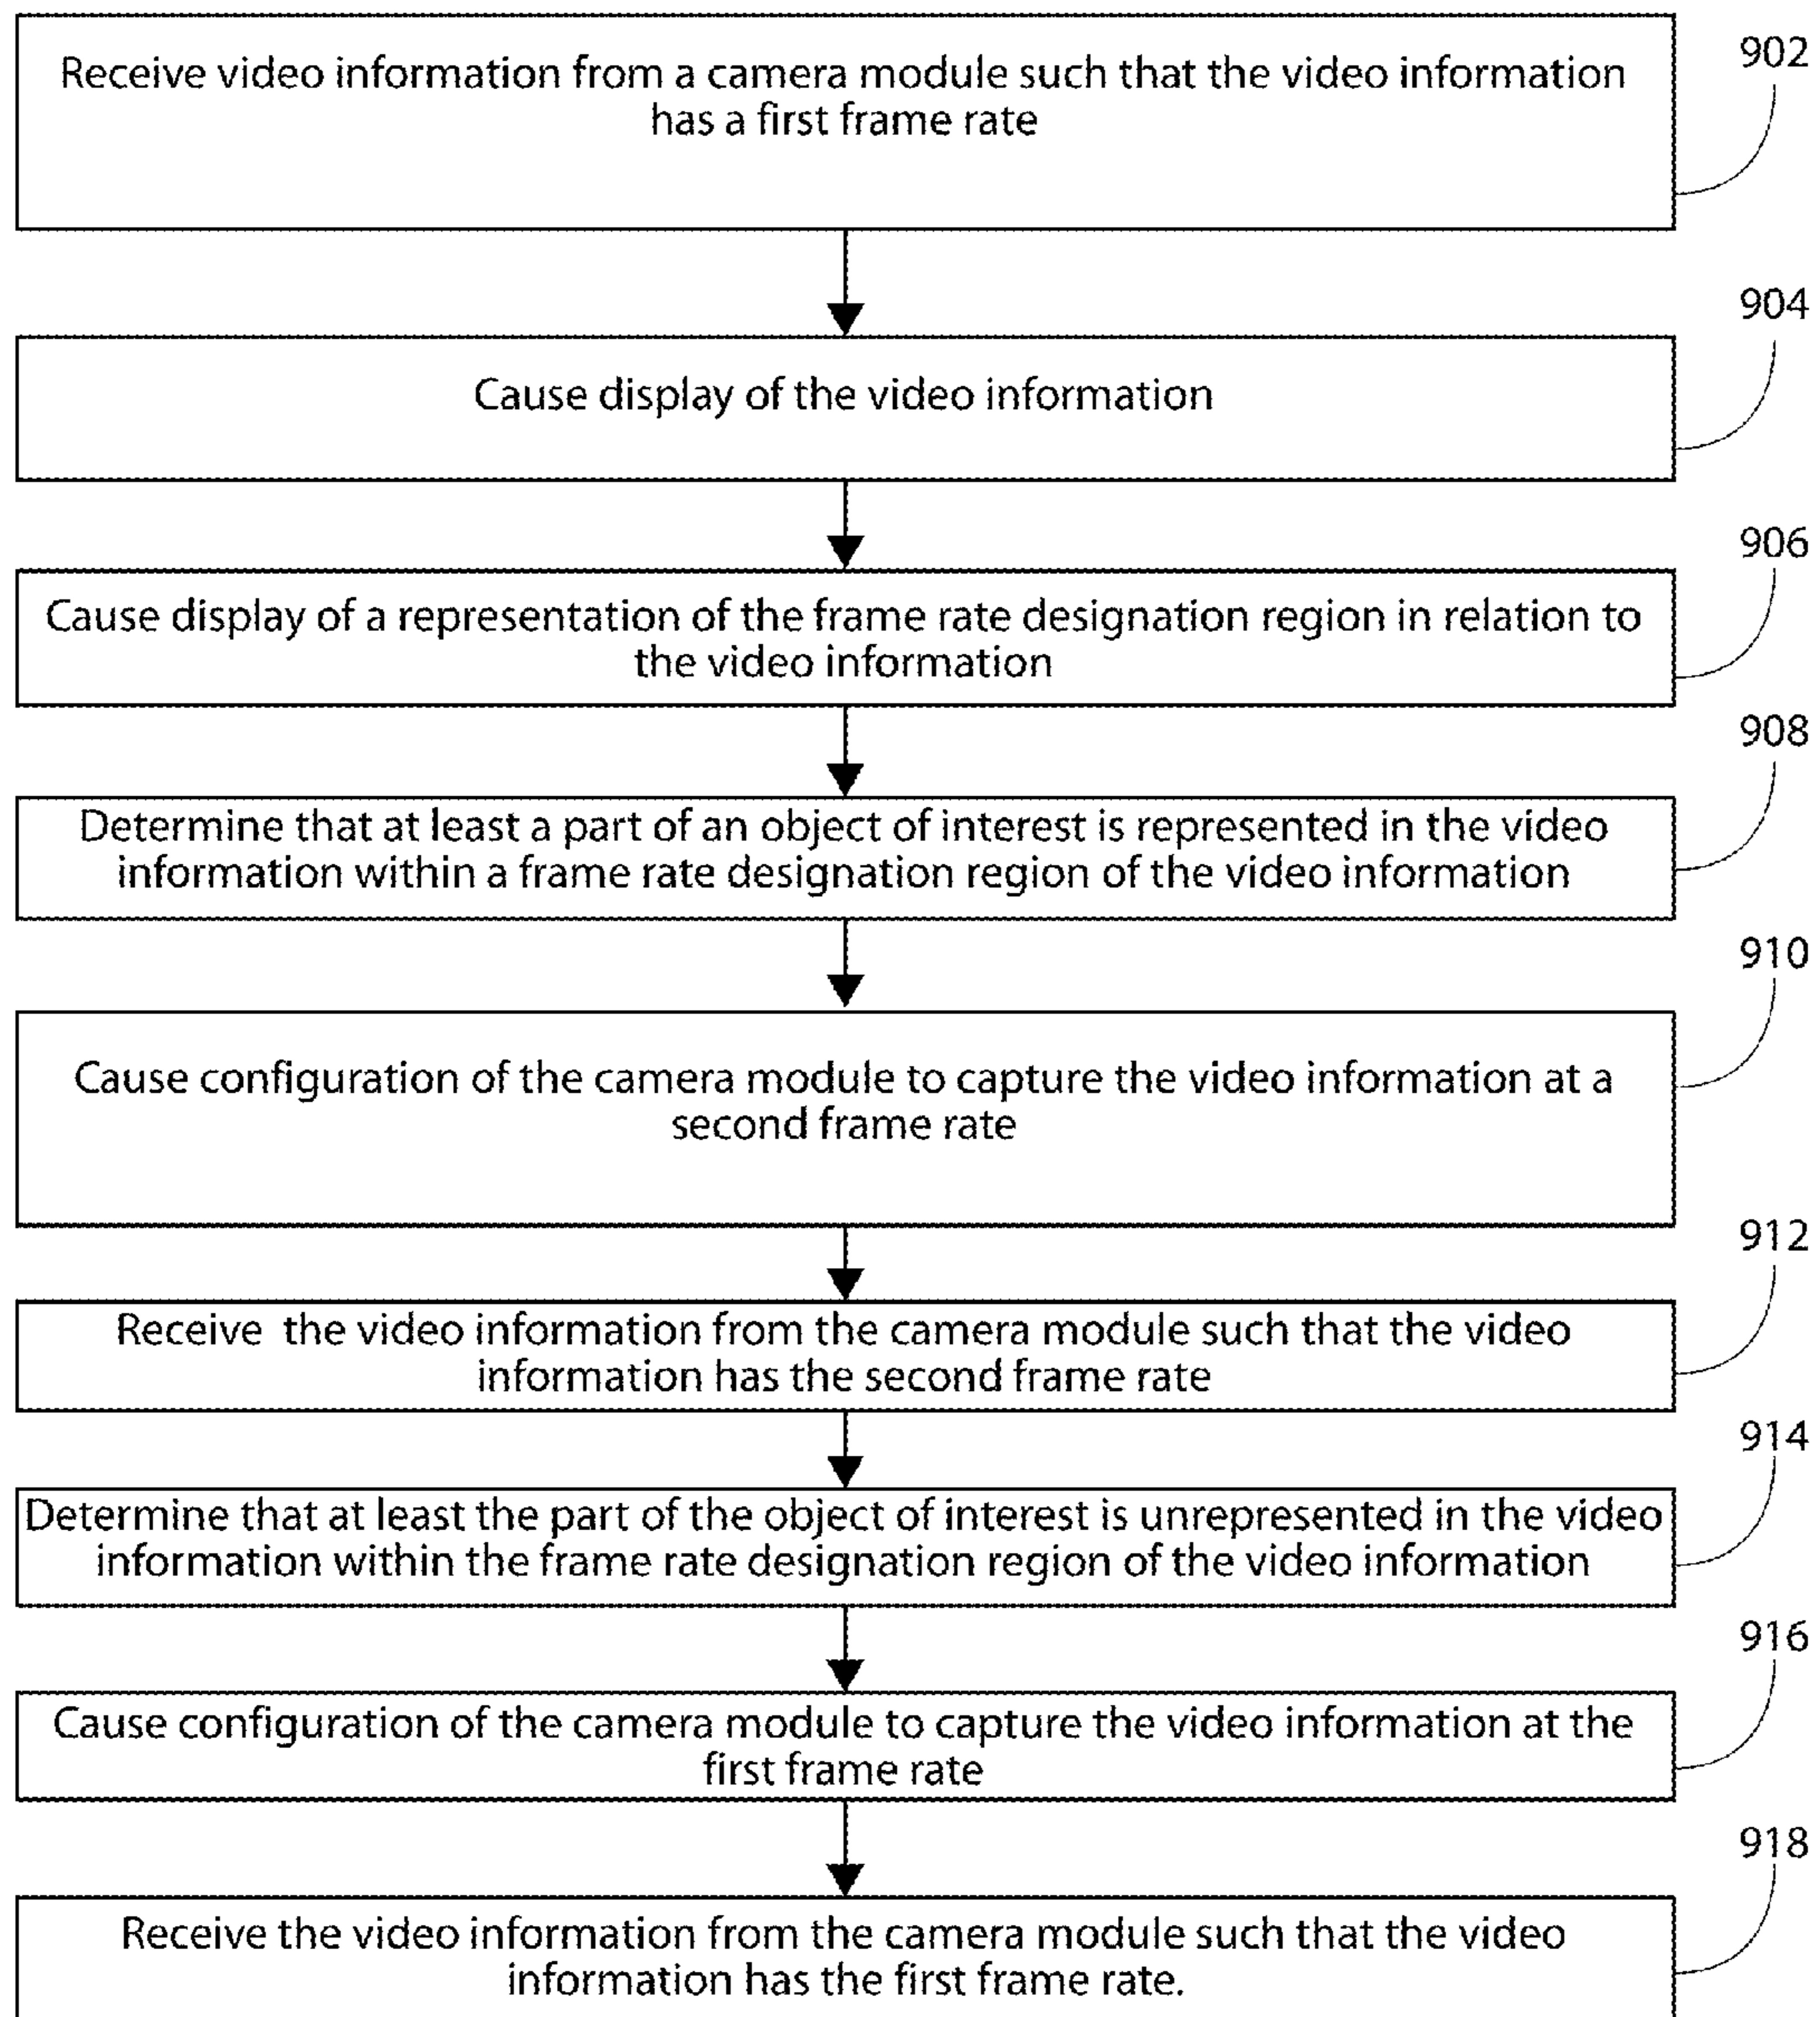 Receive video information from a camera module such that the video information
has a first frame rate
902
Cause display of the video information
904
Cause display of a representation of the frame rate designation region in relation to
the video information
906
Determine that at least a part of an object of interest is represented in the video
information within a frame rate designation region of the video information
908
Cause configuration of the camera module to capture the video information at a
second frame rate
910
Receive the video information from the camera module such that the video
information has the second frame rate
912
Determine that at least the part of the object of interest is unrepresented in the video
information within the frame rate designation region of the video information
914
Cause configuration of the camera module to capture the video information at the
first frame rate
916
Receive the video information from the camera module such that the video
information has the first frame rate.
918